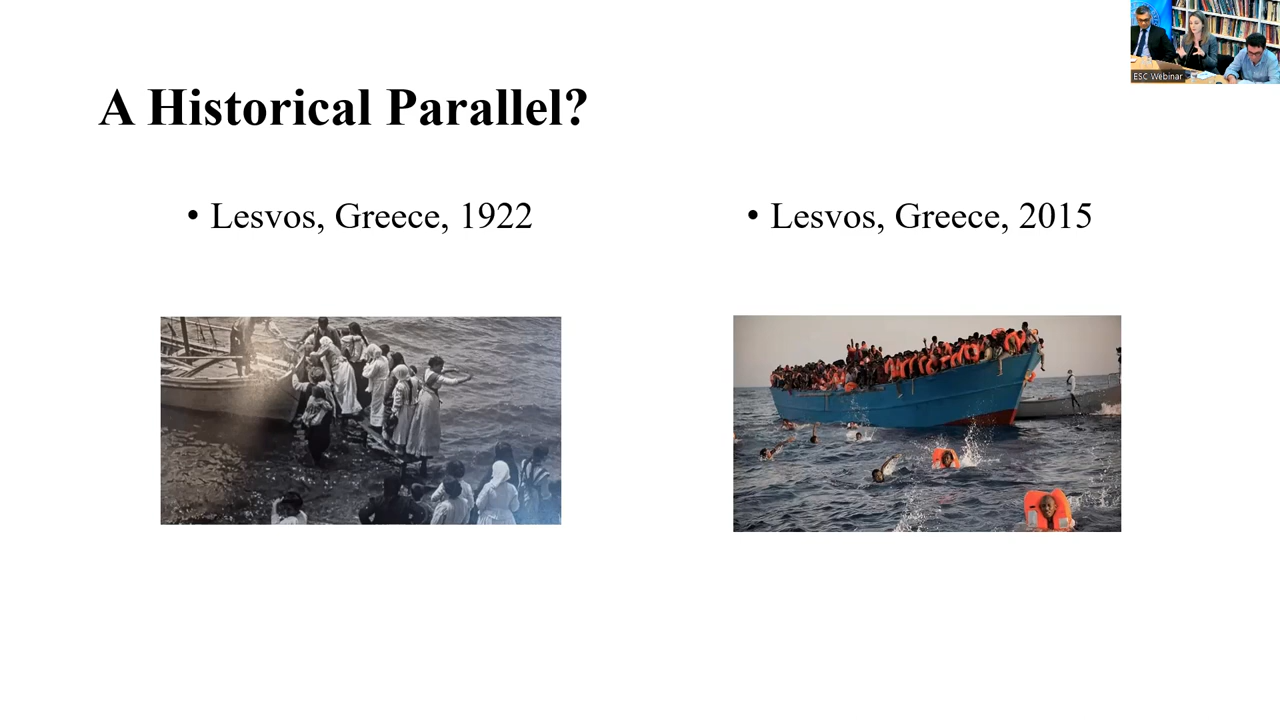 ESC Webinar
A Historical Parallel?
• Lesvos, Greece, 1922
• Lesvos, Greece, 2015